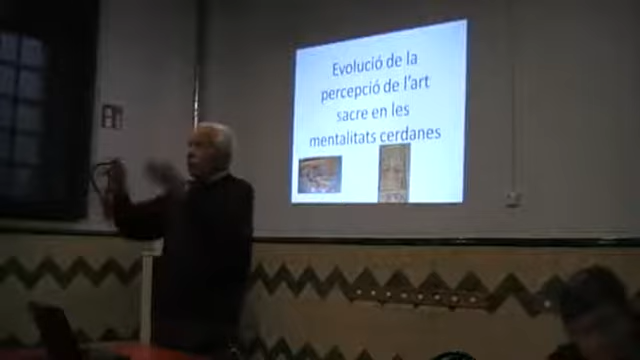 Evolució de la
percepció de l'art
sacre en les
mentalitats cerdanes